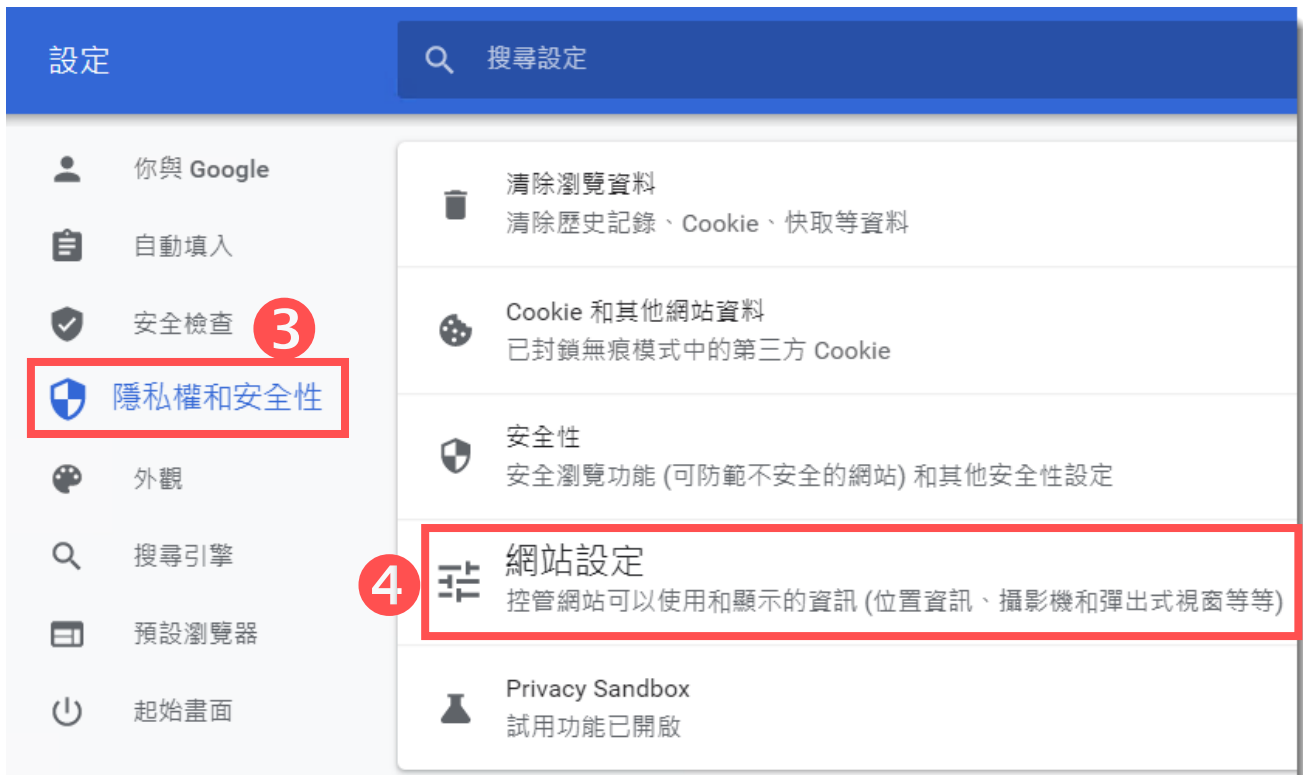 設定
搜尋設定
你與 Google
自動填入
安全檢查
3
隱私權和安全性
外觀
搜尋引擎
預設瀏覽器
起始畫面
清除瀏覽資料
清除歷史記錄、Cookie、快取等資料
Cookie 和其他網站資料
已封鎖無痕模式中的第三方 Cookie
安全性
安全瀏覽功能 (可防範不安全的網站) 和其他安全性設定
4
網站設定
控管網站可以使用和顯示的資訊 (位置資訊、攝影機和彈出式視窗等等)
Privacy Sandbox
試用功能已開啟